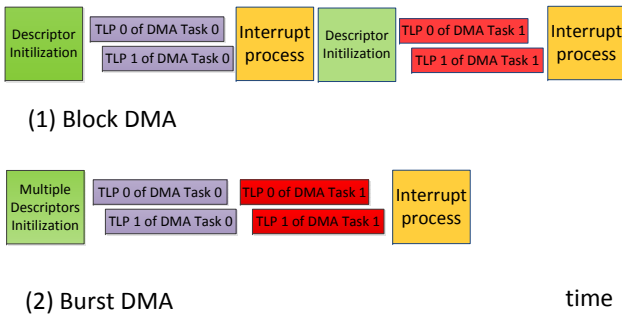 Descriptor
Initilization
TLP 0 of DMA Task 0
TLP 1 of DMA Task 0
Interrupt
process
Descriptor
Initilization
TLP 0 of DMA Task 1
TLP 1 of DMA Task 1
Interrupt
process
(1) Block DMA
Multiple
Descriptors
Initilization
TLP 0 of DMA Task 0
TLP 1 of DMA Task 0
TLP 0 of DMA Task 1
TLP 1 of DMA Task 1
Interrupt
process
(2) Burst DMA
time